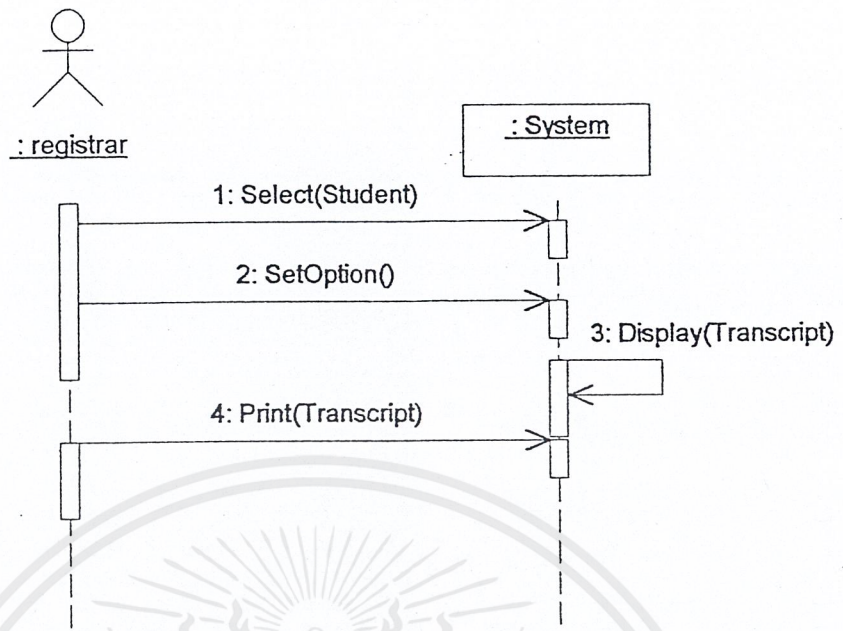 : registrar
: System
1: Select(Student)
2: SetOption()
3: Display(Transcript)
4: Print(Transcript)